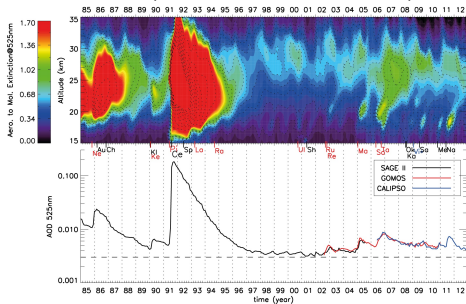 85 86 87 88 89 90 91 92 93 94 95 96 97 98 99 00 01 02 03 04 05 06 07 08 09 10 11 12
Aero. to Mol. Extinction@525nm
1.70
1.36
1.02
0.68
0.34
0.00
Altitude (km)
35
30
25
20
15
Ne Au Ch Kl Ke Pi Ce Sp La Ra Ul Sh Ru Re Ma So Ta Ok Ka Sa Me Na
SAGE II
GOMOS
CALIPSO
AOD 525nm
0.100
0.010
0.001
85 86 87 88 89 90 91 92 93 94 95 96 97 98 99 00 01 02 03 04 05 06 07 08 09 10 11 12
time (year)